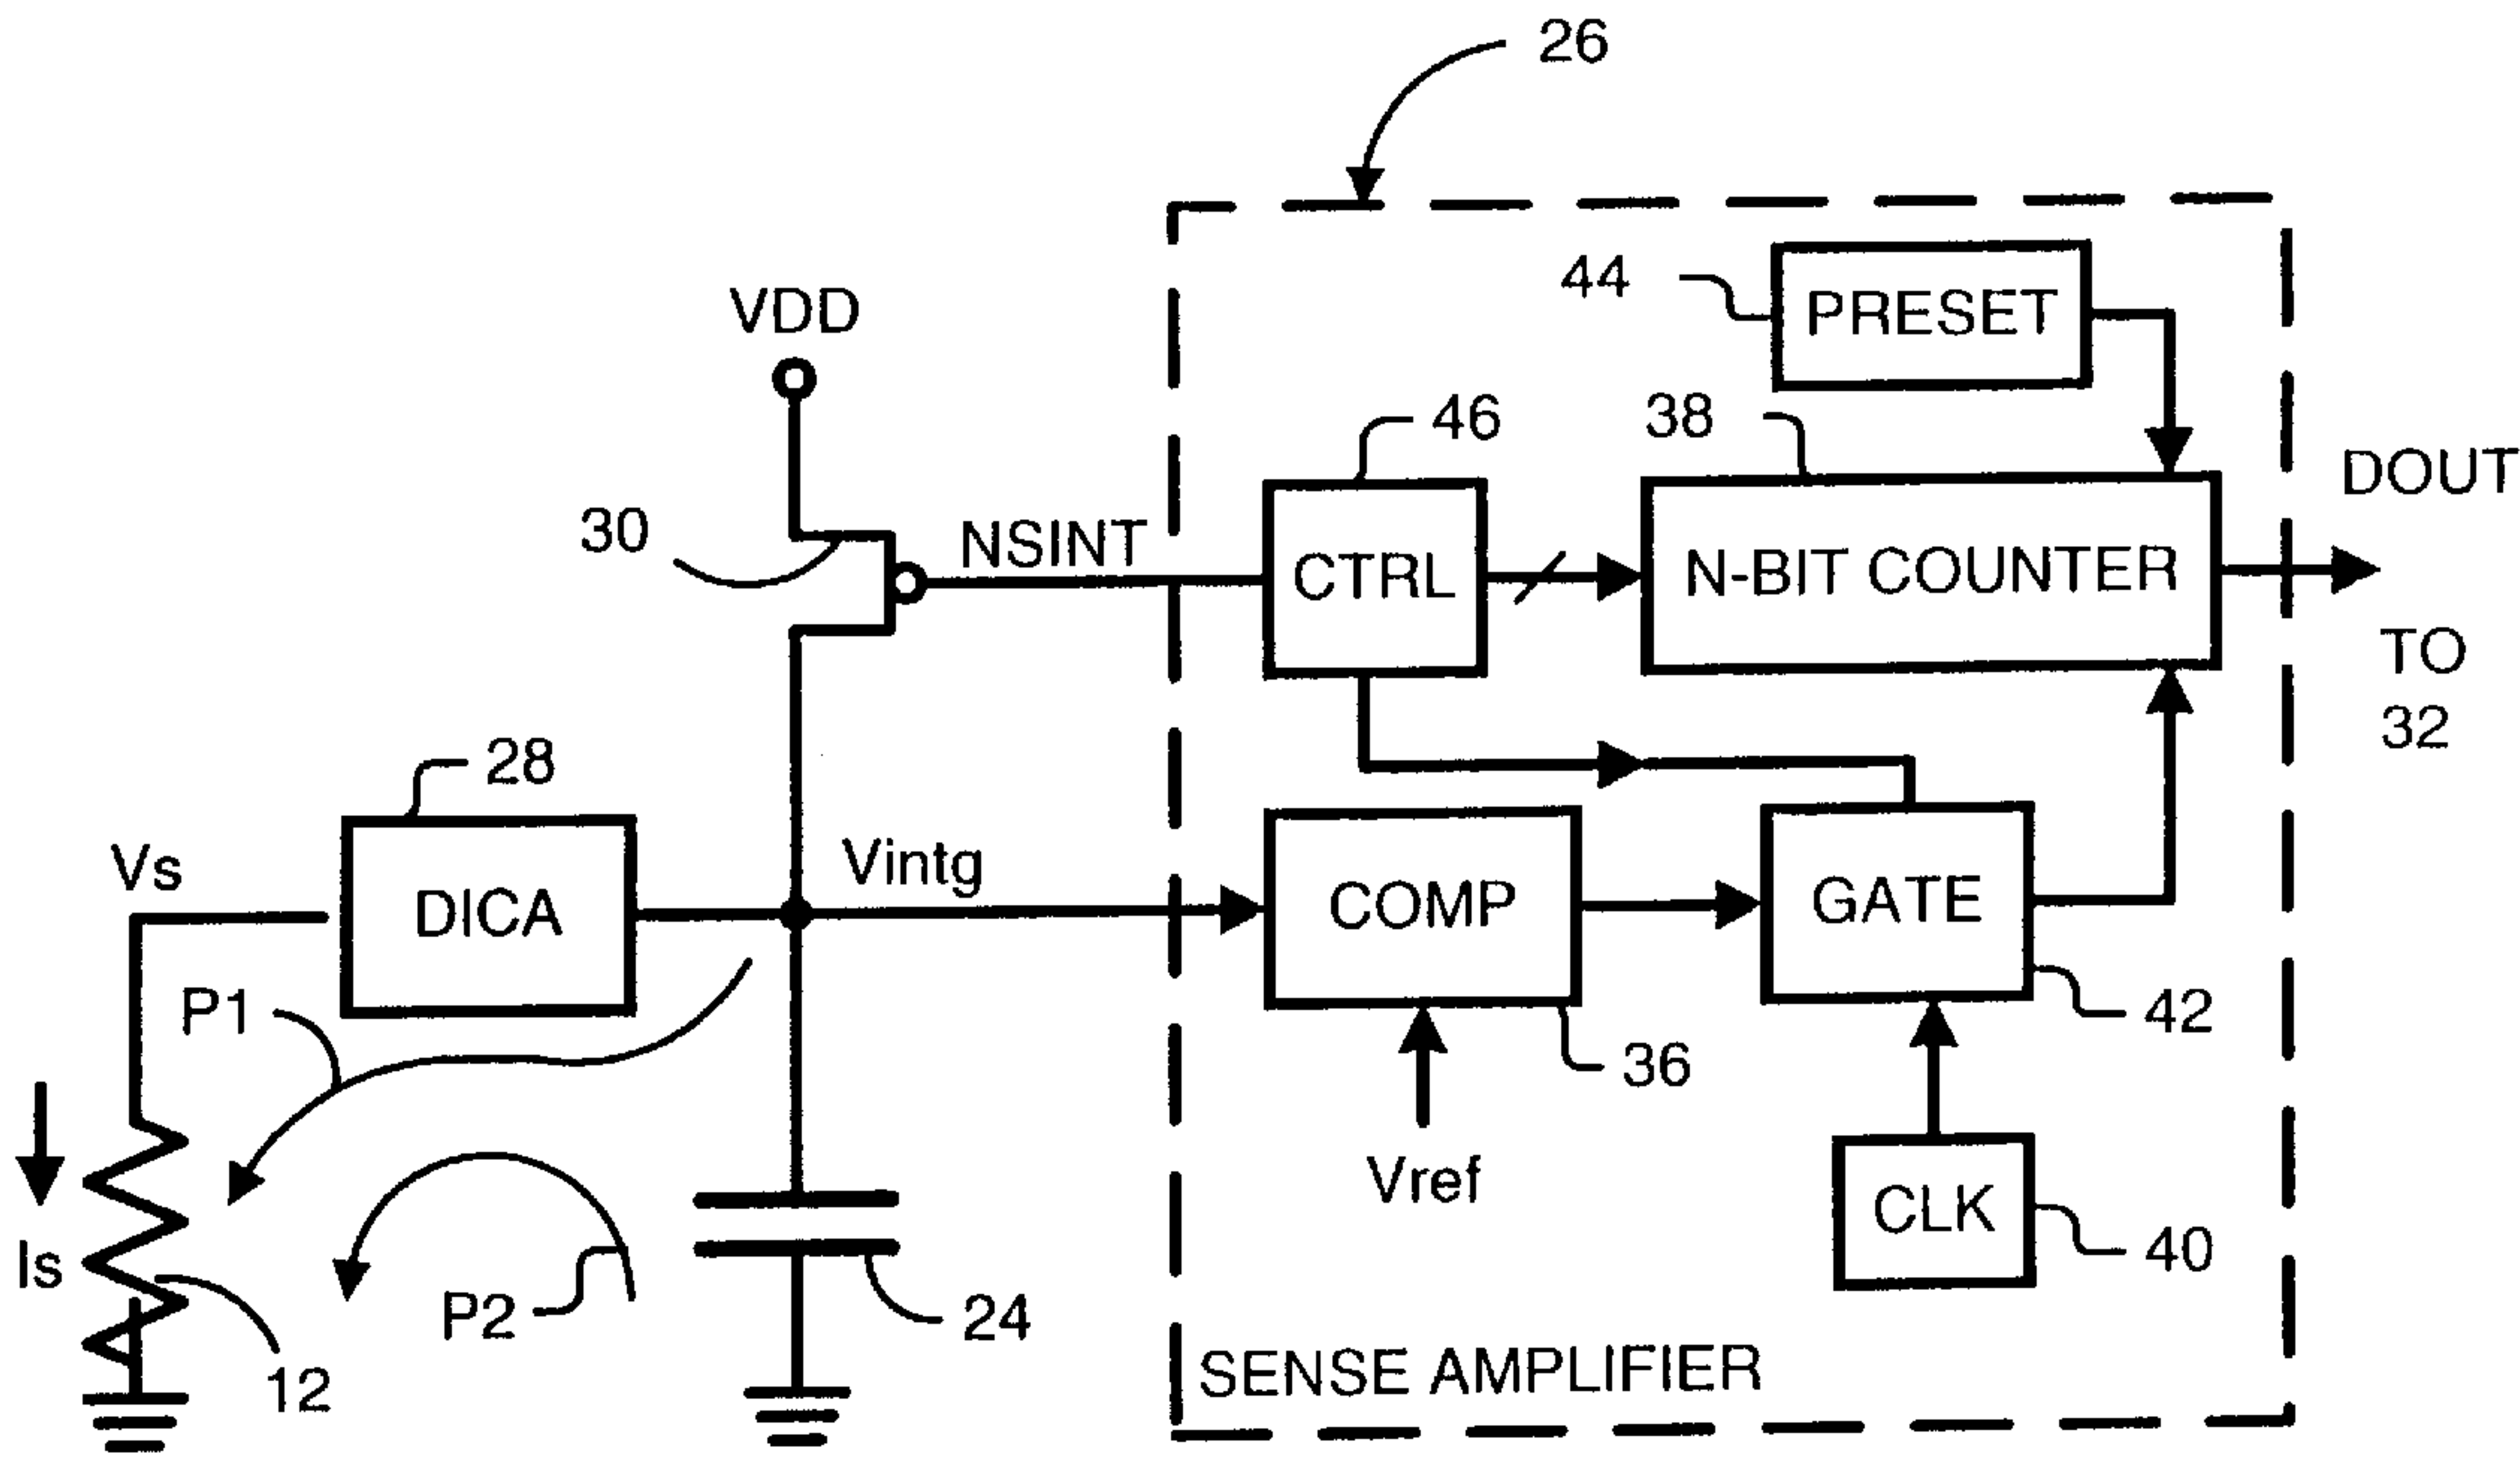 26
44
PRESET
VDD
38
46
DOUT
30
NSINT
CTRL
N-BIT COUNTER
TO
32
28
Vs
Vintg
DICA
COMP
GATE
P1
42
36
Vref
CLK
Is
40
P2
24
SENSE AMPLIFIER
12